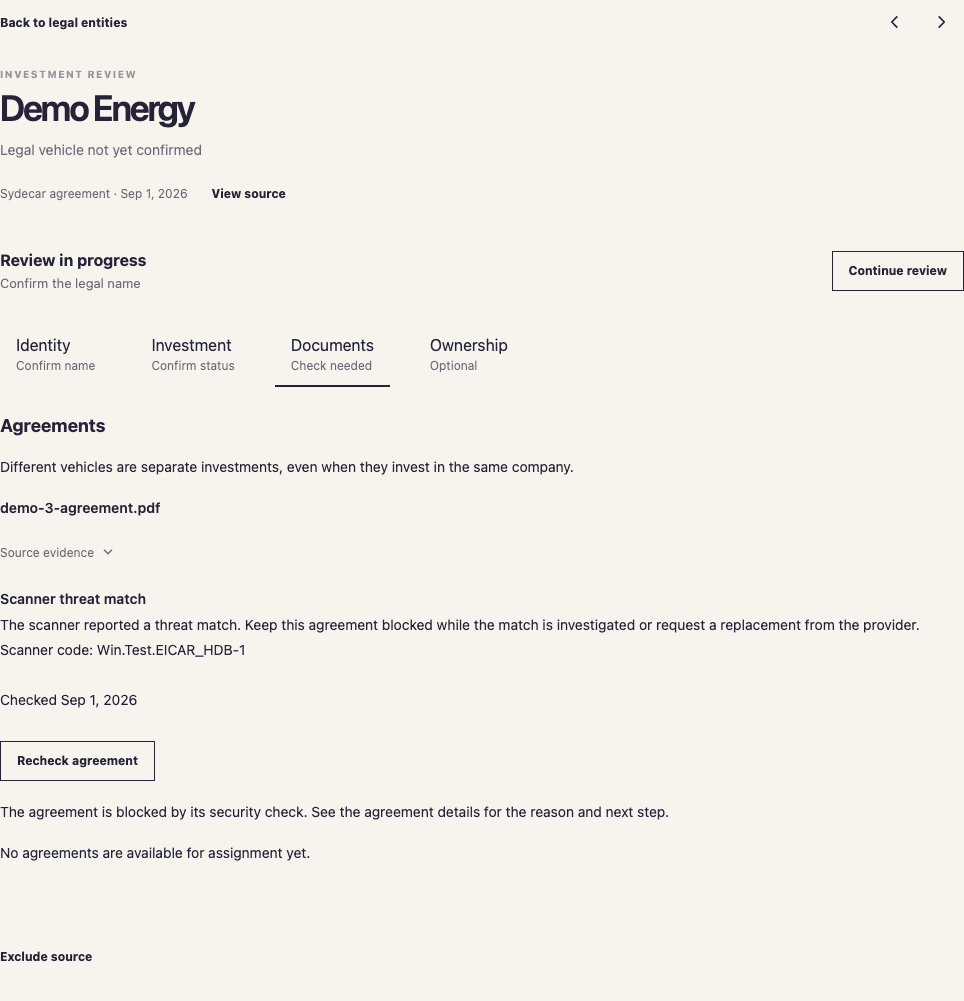 Back to legal entities
INVESTMENT REVIEW
Demo Energy
Legal vehicle not yet confirmed
Sydecar agreement · Sep 1, 2026 View source
Review in progress
Confirm the legal name
Continue review
Identity Investment Documents Ownership
Confirm name Confirm status Check needed Optional
Agreements
Different vehicles are separate investments, even when they invest in the same company.
demo-3-agreement.pdf
Source evidence
Scanner threat match
The scanner reported a threat match. Keep this agreement blocked while the match is investigated or request a replacement from the provider.
Scanner code: Win.Test.EICAR_HDB-1
Checked Sep 1, 2026
Recheck agreement
The agreement is blocked by its security check. See the agreement details for the reason and next step.
No agreements are available for assignment yet.
Exclude source